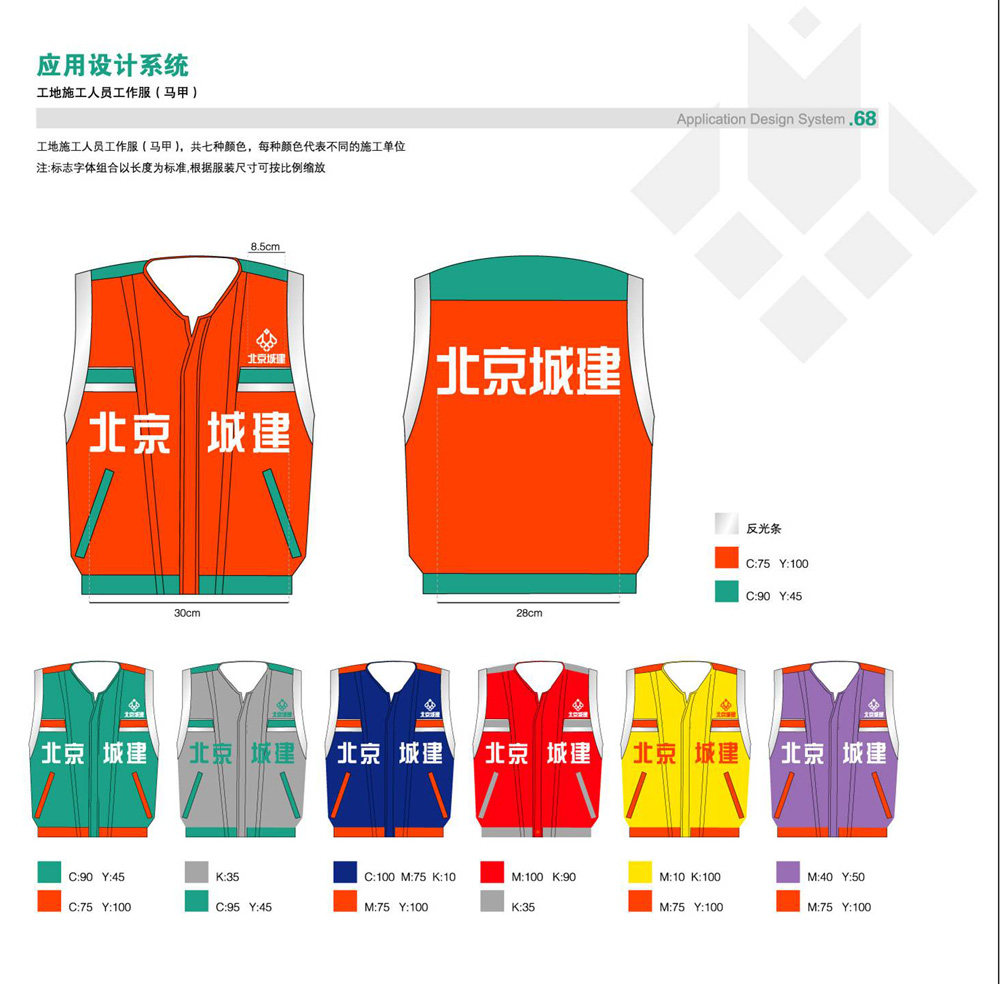 应用设计系统
工地施工人员工作服（马甲）
Application Design System .68
工地施工人员工作服（马甲），共七种颜色，每种颜色代表不同的施工单位
注:标志字体组合以长度为标准,根据服装尺寸可按比例缩放
8.5cm
北京城建
北京 城建
北京城建
反光条
C:75 Y:100
C:90 Y:45
30cm
28cm
北京城建
北京 城建
北京城建
北京 城建
北京城建
北京 城建
北京城建
北京 城建
北京城建
北京 城建
北京城建
北京 城建
C:90 Y:45
K:35
C:100 M:75 K:10
M:100 K:90
M:10 K:100
M:40 Y:50
C:75 Y:100
C:95 Y:45
M:75 Y:100
K:35
M:75 Y:100
M:75 Y:100